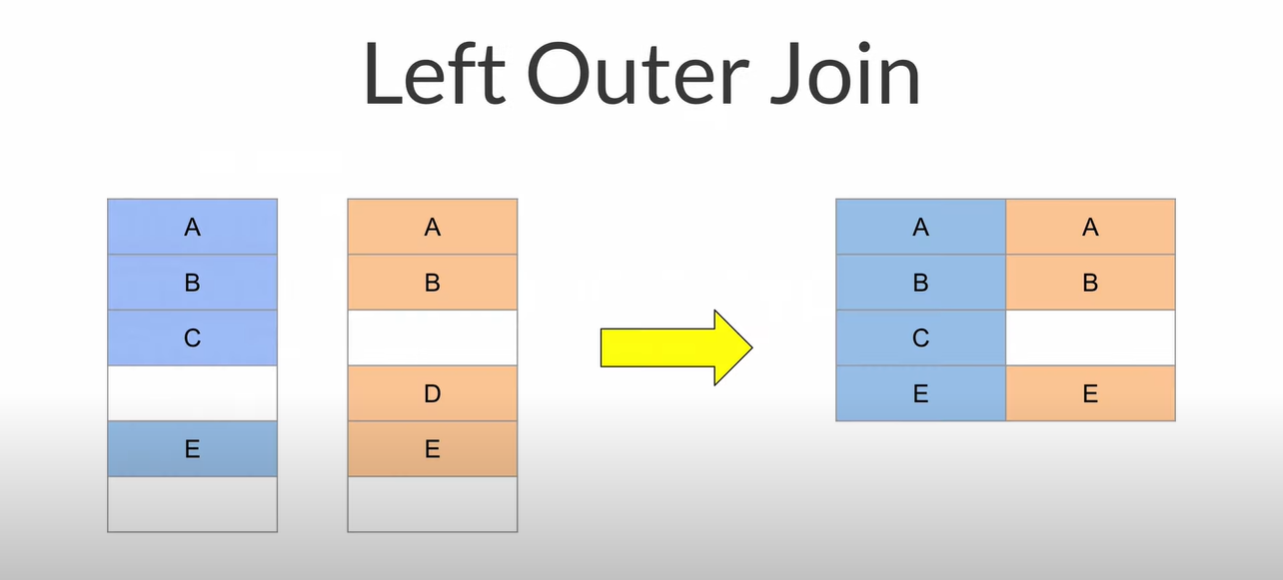 Left Outer Join
A A A A
B B B B
C C
D E E
E E